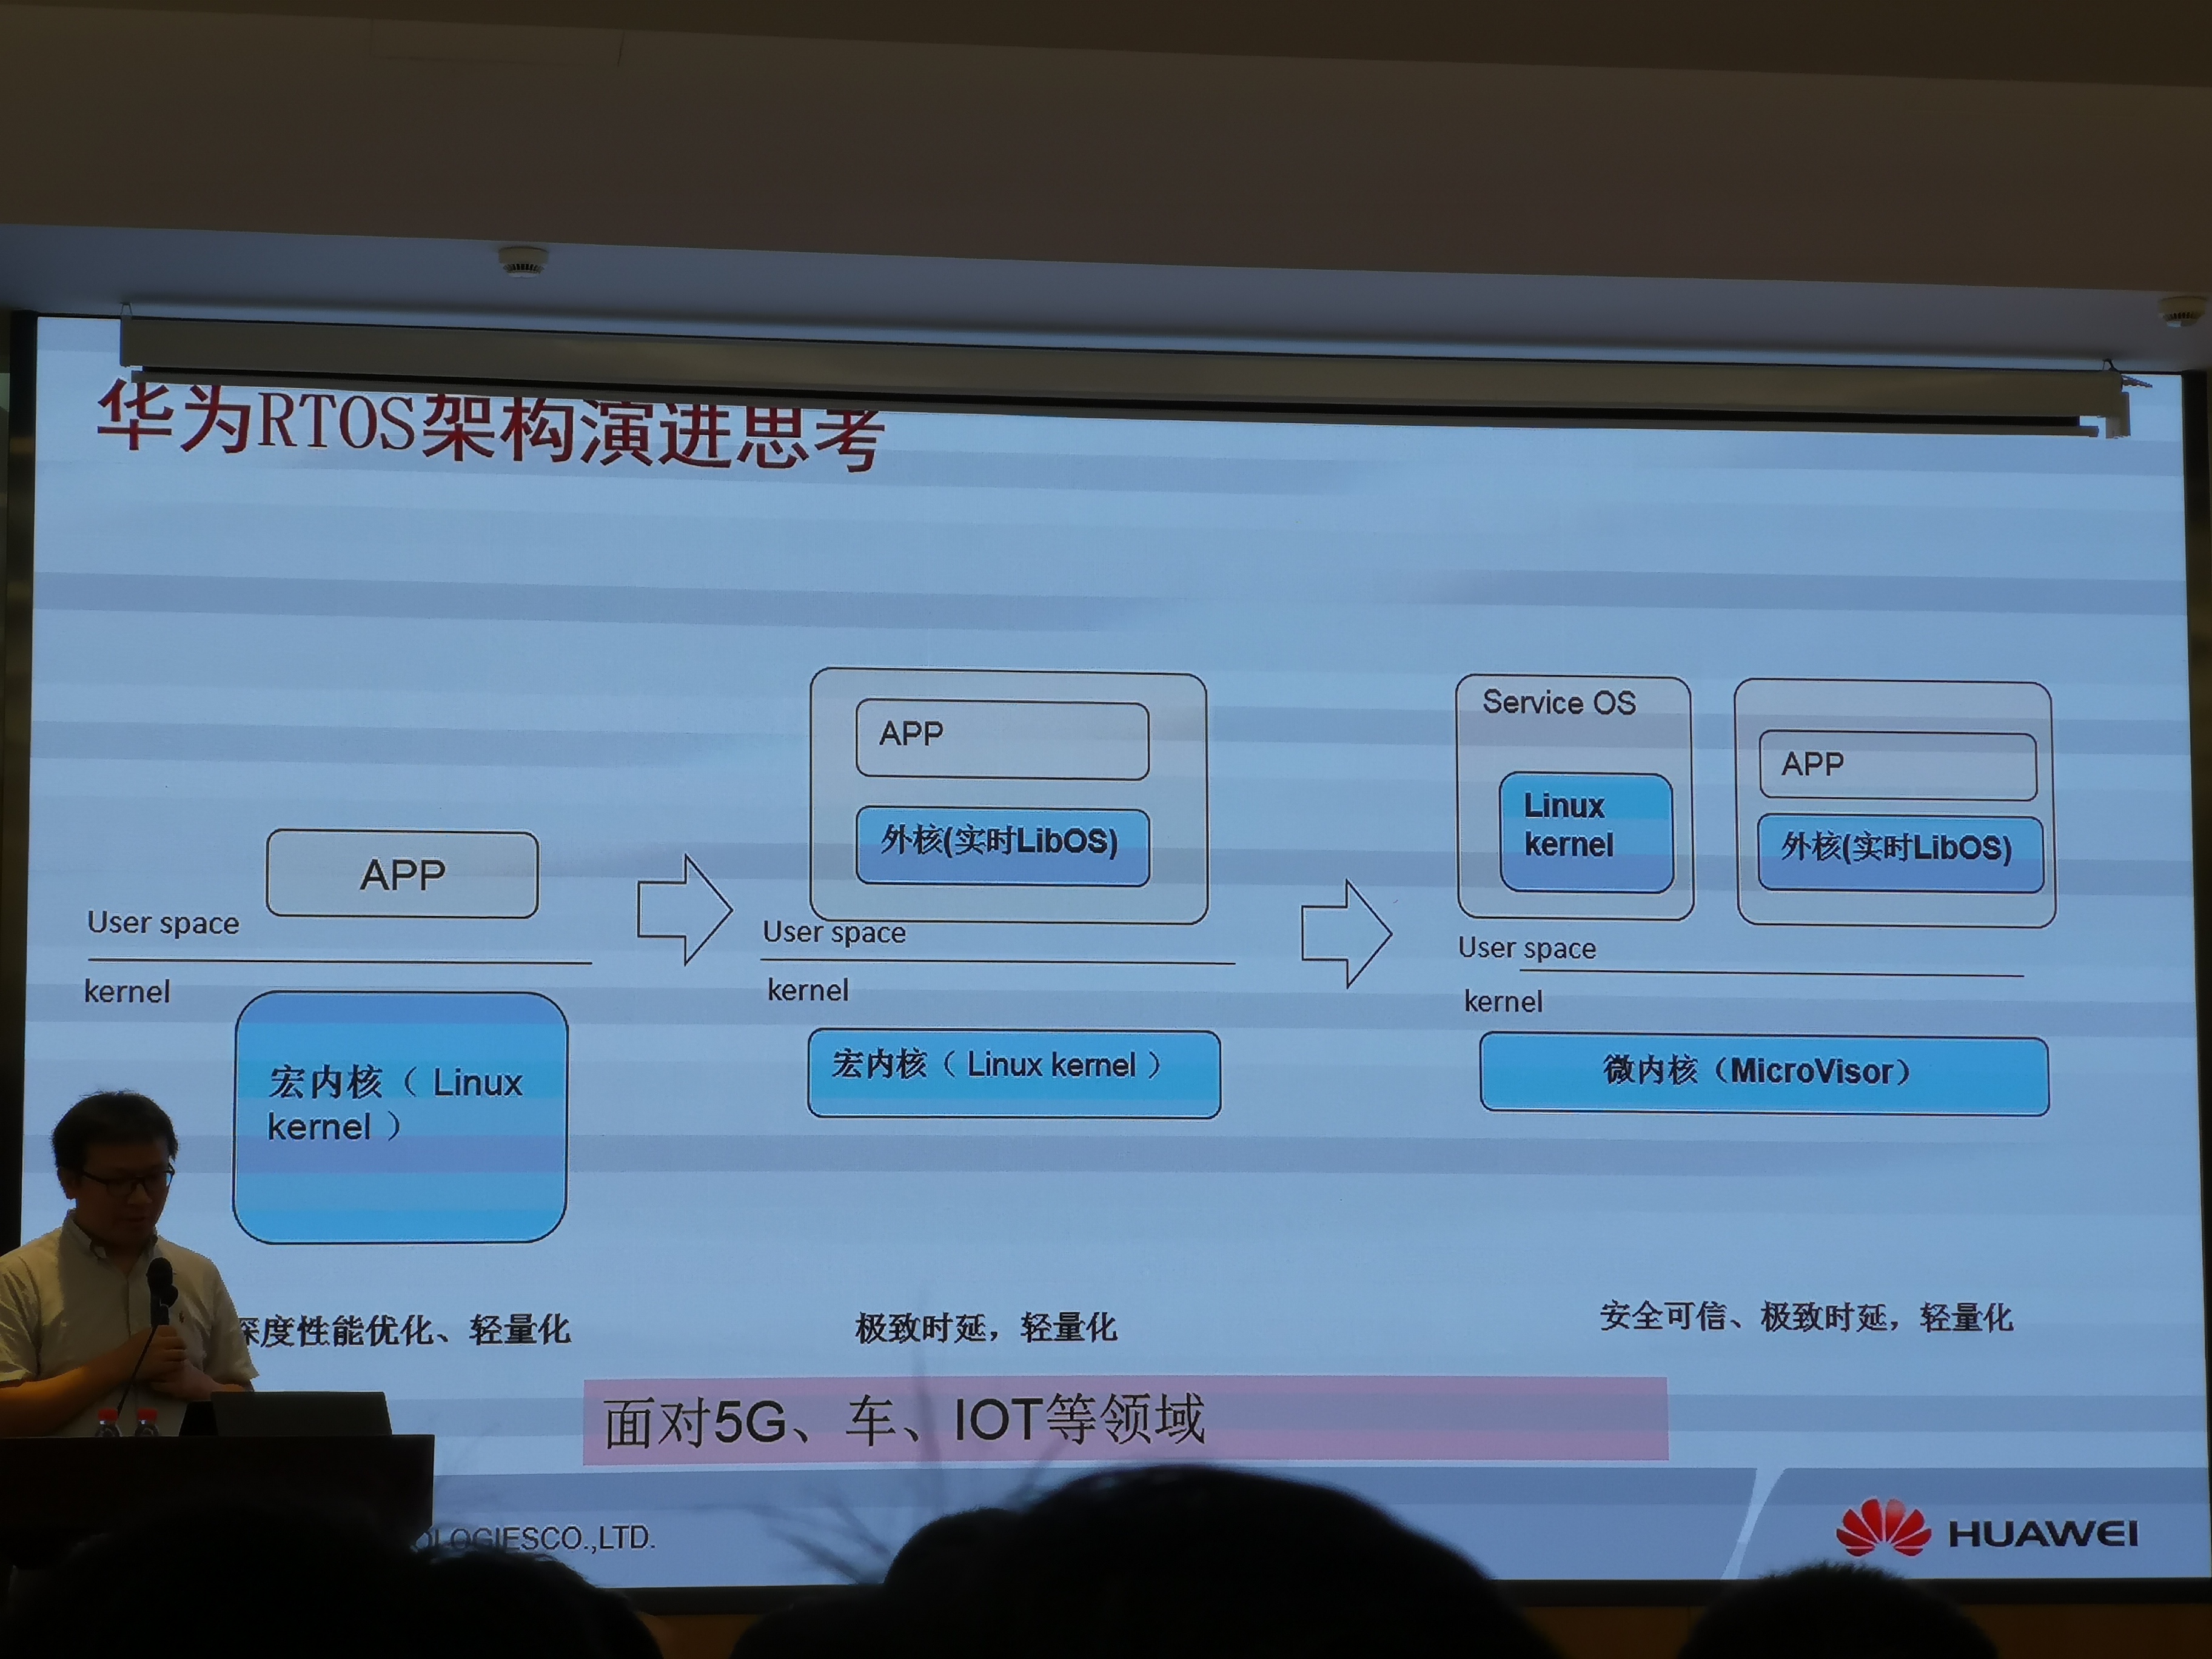 华为RTOS架构演进思考
APP
User space
kernel
宏内核（ Linux
kernel ）
深度性能优化、轻量化
APP
外核(实时LibOS)
User space
kernel
宏内核（ Linux kernel ）
极致时延，轻量化
Service OS
Linux
kernel
APP
外核(实时LibOS)
User space
kernel
微内核（MicroVisor）
安全可信、极致时延，轻量化
面对5G、车、IOT等领域
CO.,LTD.
HUAWEI